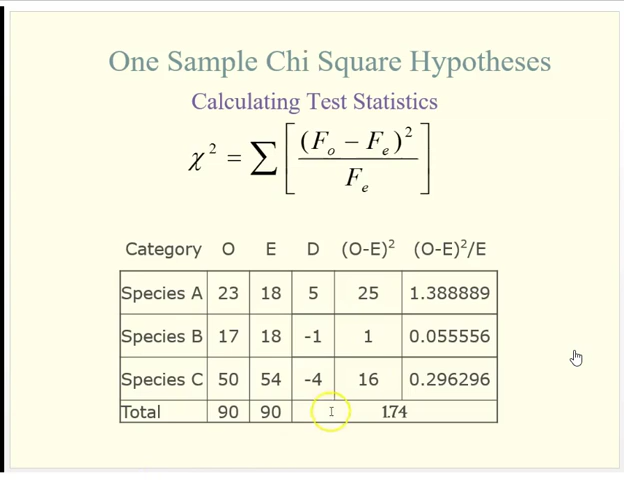 One Sample Chi Square Hypotheses
Calculating Test Statistics
χ² = ∑ [ (Fₒ − Fₑ)² / Fₑ ]
Category O E D (O-E)² (O-E)²/E
Species A 23 18 5 25 1.388889
Species B 17 18 -1 1 0.055556
Species C 50 54 -4 16 0.296296
Total 90 90 1.74